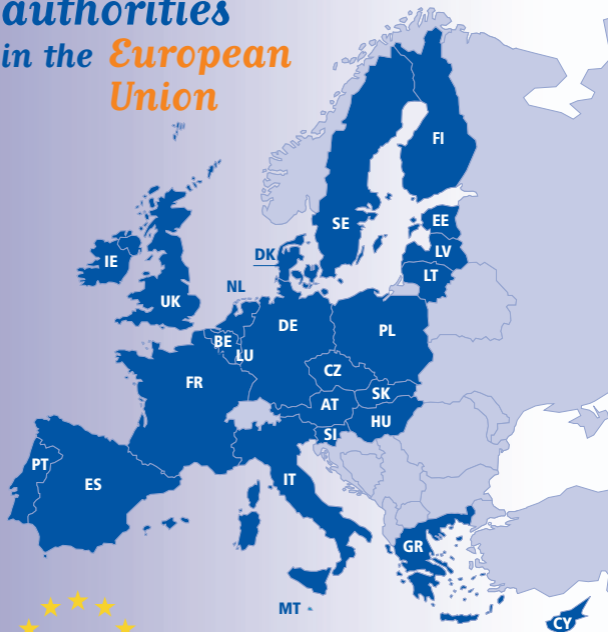 authorities
in the European
Union
FI
SE
EE
LV
LT
DK
IE
NL
UK
DE
PL
BE
LU
CZ
FR
SK
AT
HU
SI
PT
ES
IT
GR
MT
CY